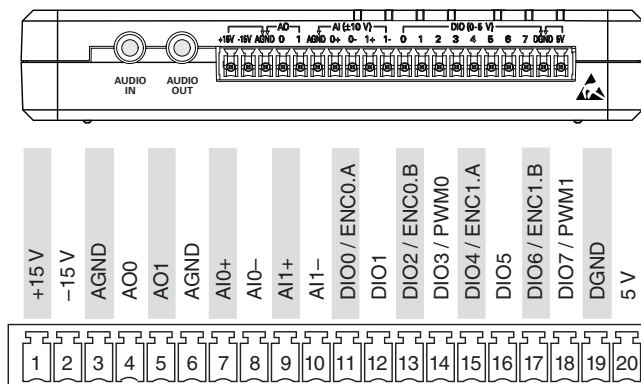 AO AI (±10 V) DIO (0-5 V)
+15V -15V AGND 0 1 AGND 0+ 0- 1+ 1- 0 1 2 3 4 5 6 7 DGND 5V
AUDIO IN
AUDIO OUT
+15 V
–15 V
AGND
AO0
AO1
AGND
AI0+
AI0–
AI1+
AI1–
DIO0 / ENC0.A
DIO1
DIO2 / ENC0.B
DIO3 / PWM0
DIO4 / ENC1.A
DIO5
DIO6 / ENC1.B
DIO7 / PWM1
DGND
5 V
1 2 3 4 5 6 7 8 9 10 11 12 13 14 15 16 17 18 19 20